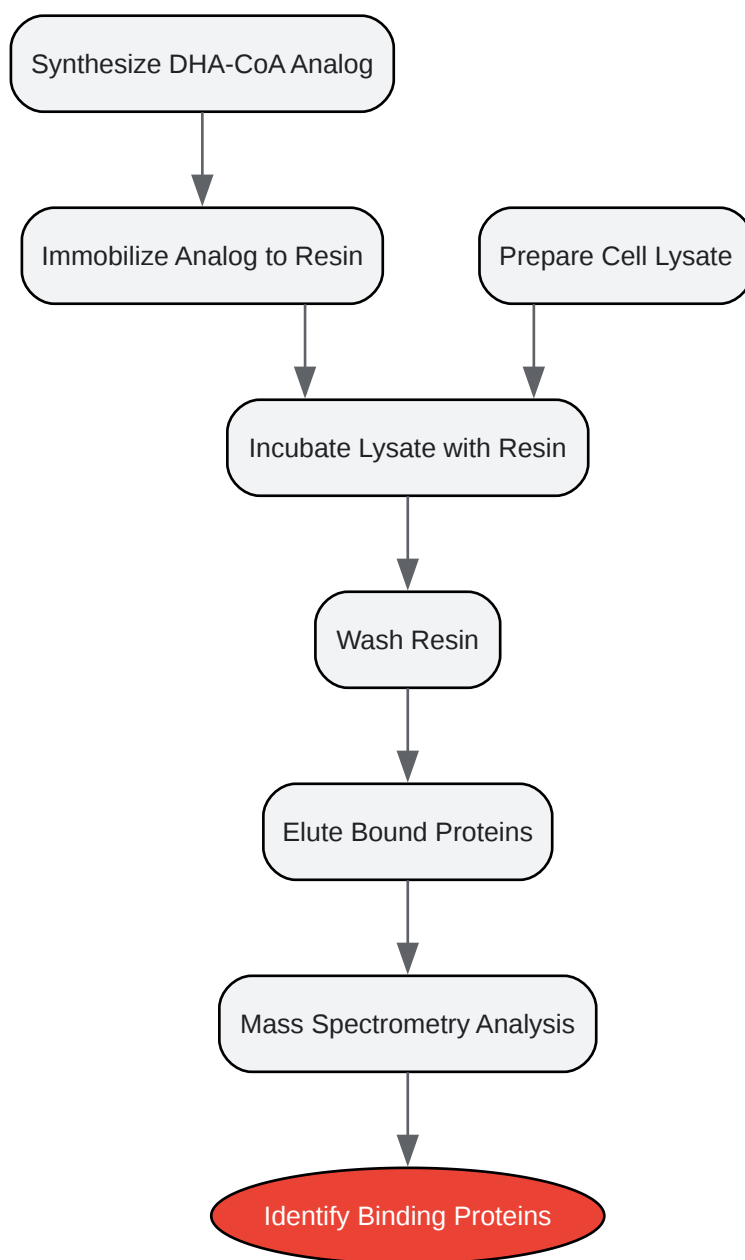 Synthesize DHA-CoA Analog
Immobilize Analog to Resin
Prepare Cell Lysate
Incubate Lysate with Resin
Wash Resin
Elute Bound Proteins
Mass Spectrometry Analysis
Identify Binding Proteins